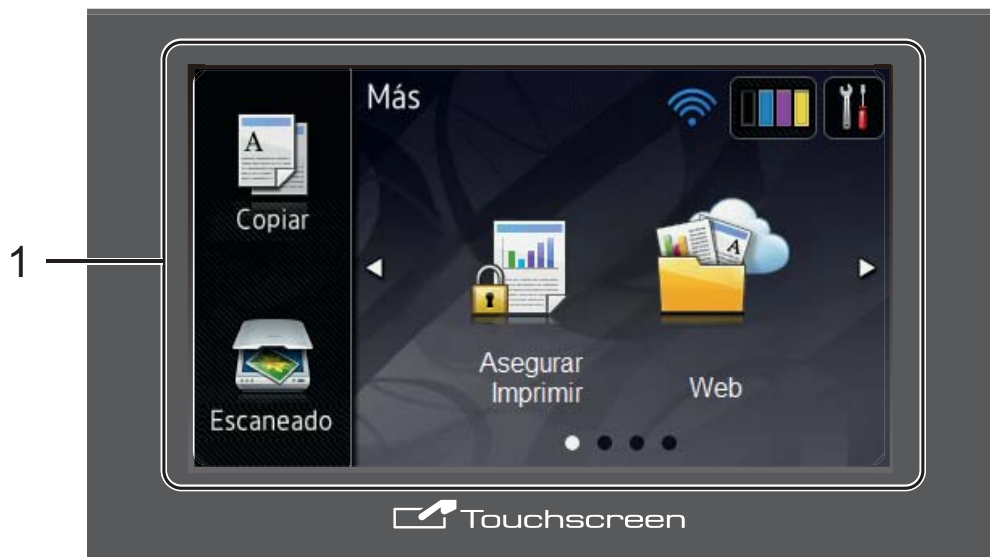 1
Más
Copiar
Escaneado
Asegurar
Imprimir
Web
A
A
Touchscreen